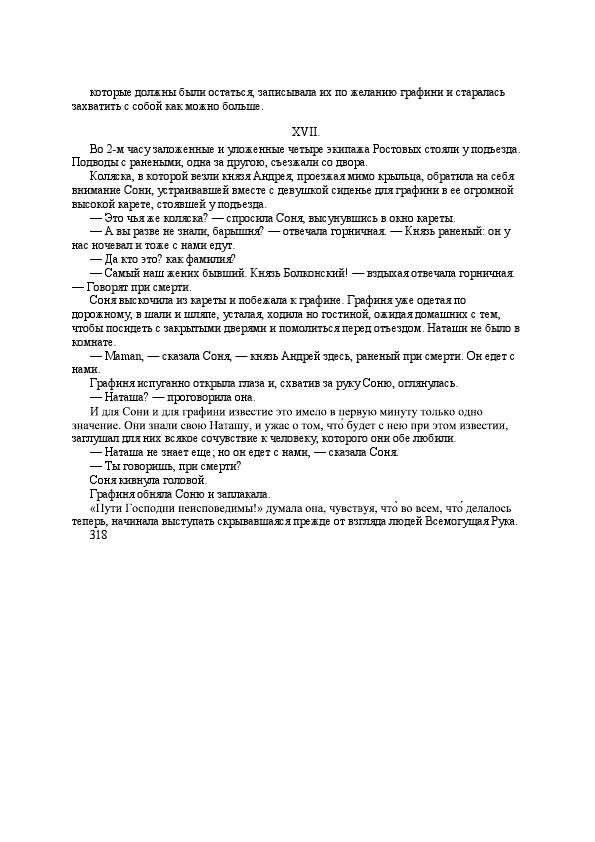 которые должны были остаться, записывала их по желанию графини и старалась
захватить с собой как можно больше.
XVII.
Во 2-м часу заложенные и уложенные четыре экипажа Ростовых стояли у подъезда.
Подводы с ранеными, одна за другою, съезжали со двора.
Коляска, в которой везли князя Андрея, проезжая мимо крыльца, обратила на себя
внимание Сони, устраивавшей вместе с девушкой сиденье для графини в ее огромной
высокой карете, стоявшей у подъезда.
— Это чья же коляска? — спросила Соня, высунувшись в окно кареты.
— А вы разве не знали, барышня? — отвечала горничная. — Князь раненый: он у
нас ночевал и тоже с нами едут.
— Да кто это? как фамилия?
— Самый наш жених бывший. Князь Болконский! — вздыхая отвечала горничная.
— Говорят при смерти.
Соня выскочила из кареты и побежала к графине. Графиня уже одетая по
дорожному, в шали и шляпе, усталая, ходила но гостиной, ожидая домашних с тем,
чтобы посидеть с закрытыми дверями и помолиться перед отъездом. Наташи не было в
комнате.
— Maman, — сказала Соня, — князь Андрей здесь, раненый при смерти. Он едет с
нами.
Графиня испуганно открыла глаза и, схватив за руку Соню, оглянулась.
— Наташа? — проговорила она.
И для Сони и для графини известие это имело в первую минуту только одно
значение. Они знали свою Наташу, и ужас о том, что́ будет с нею при этом известии,
заглушал для них всякое сочувствие к человеку, которого они обе любили.
— Наташа не знает еще; но он едет с нами, — сказала Соня.
— Ты говоришь, при смерти?
Соня кивнула головой.
Графиня обняла Соню и заплакала.
«Пути Господни неисповедимы!» думала она, чувствуя, что̀ во всем, что́ делалось
теперь, начинала выступать скрывавшаяся прежде от взгляда людей Всемогущая Рука.
318